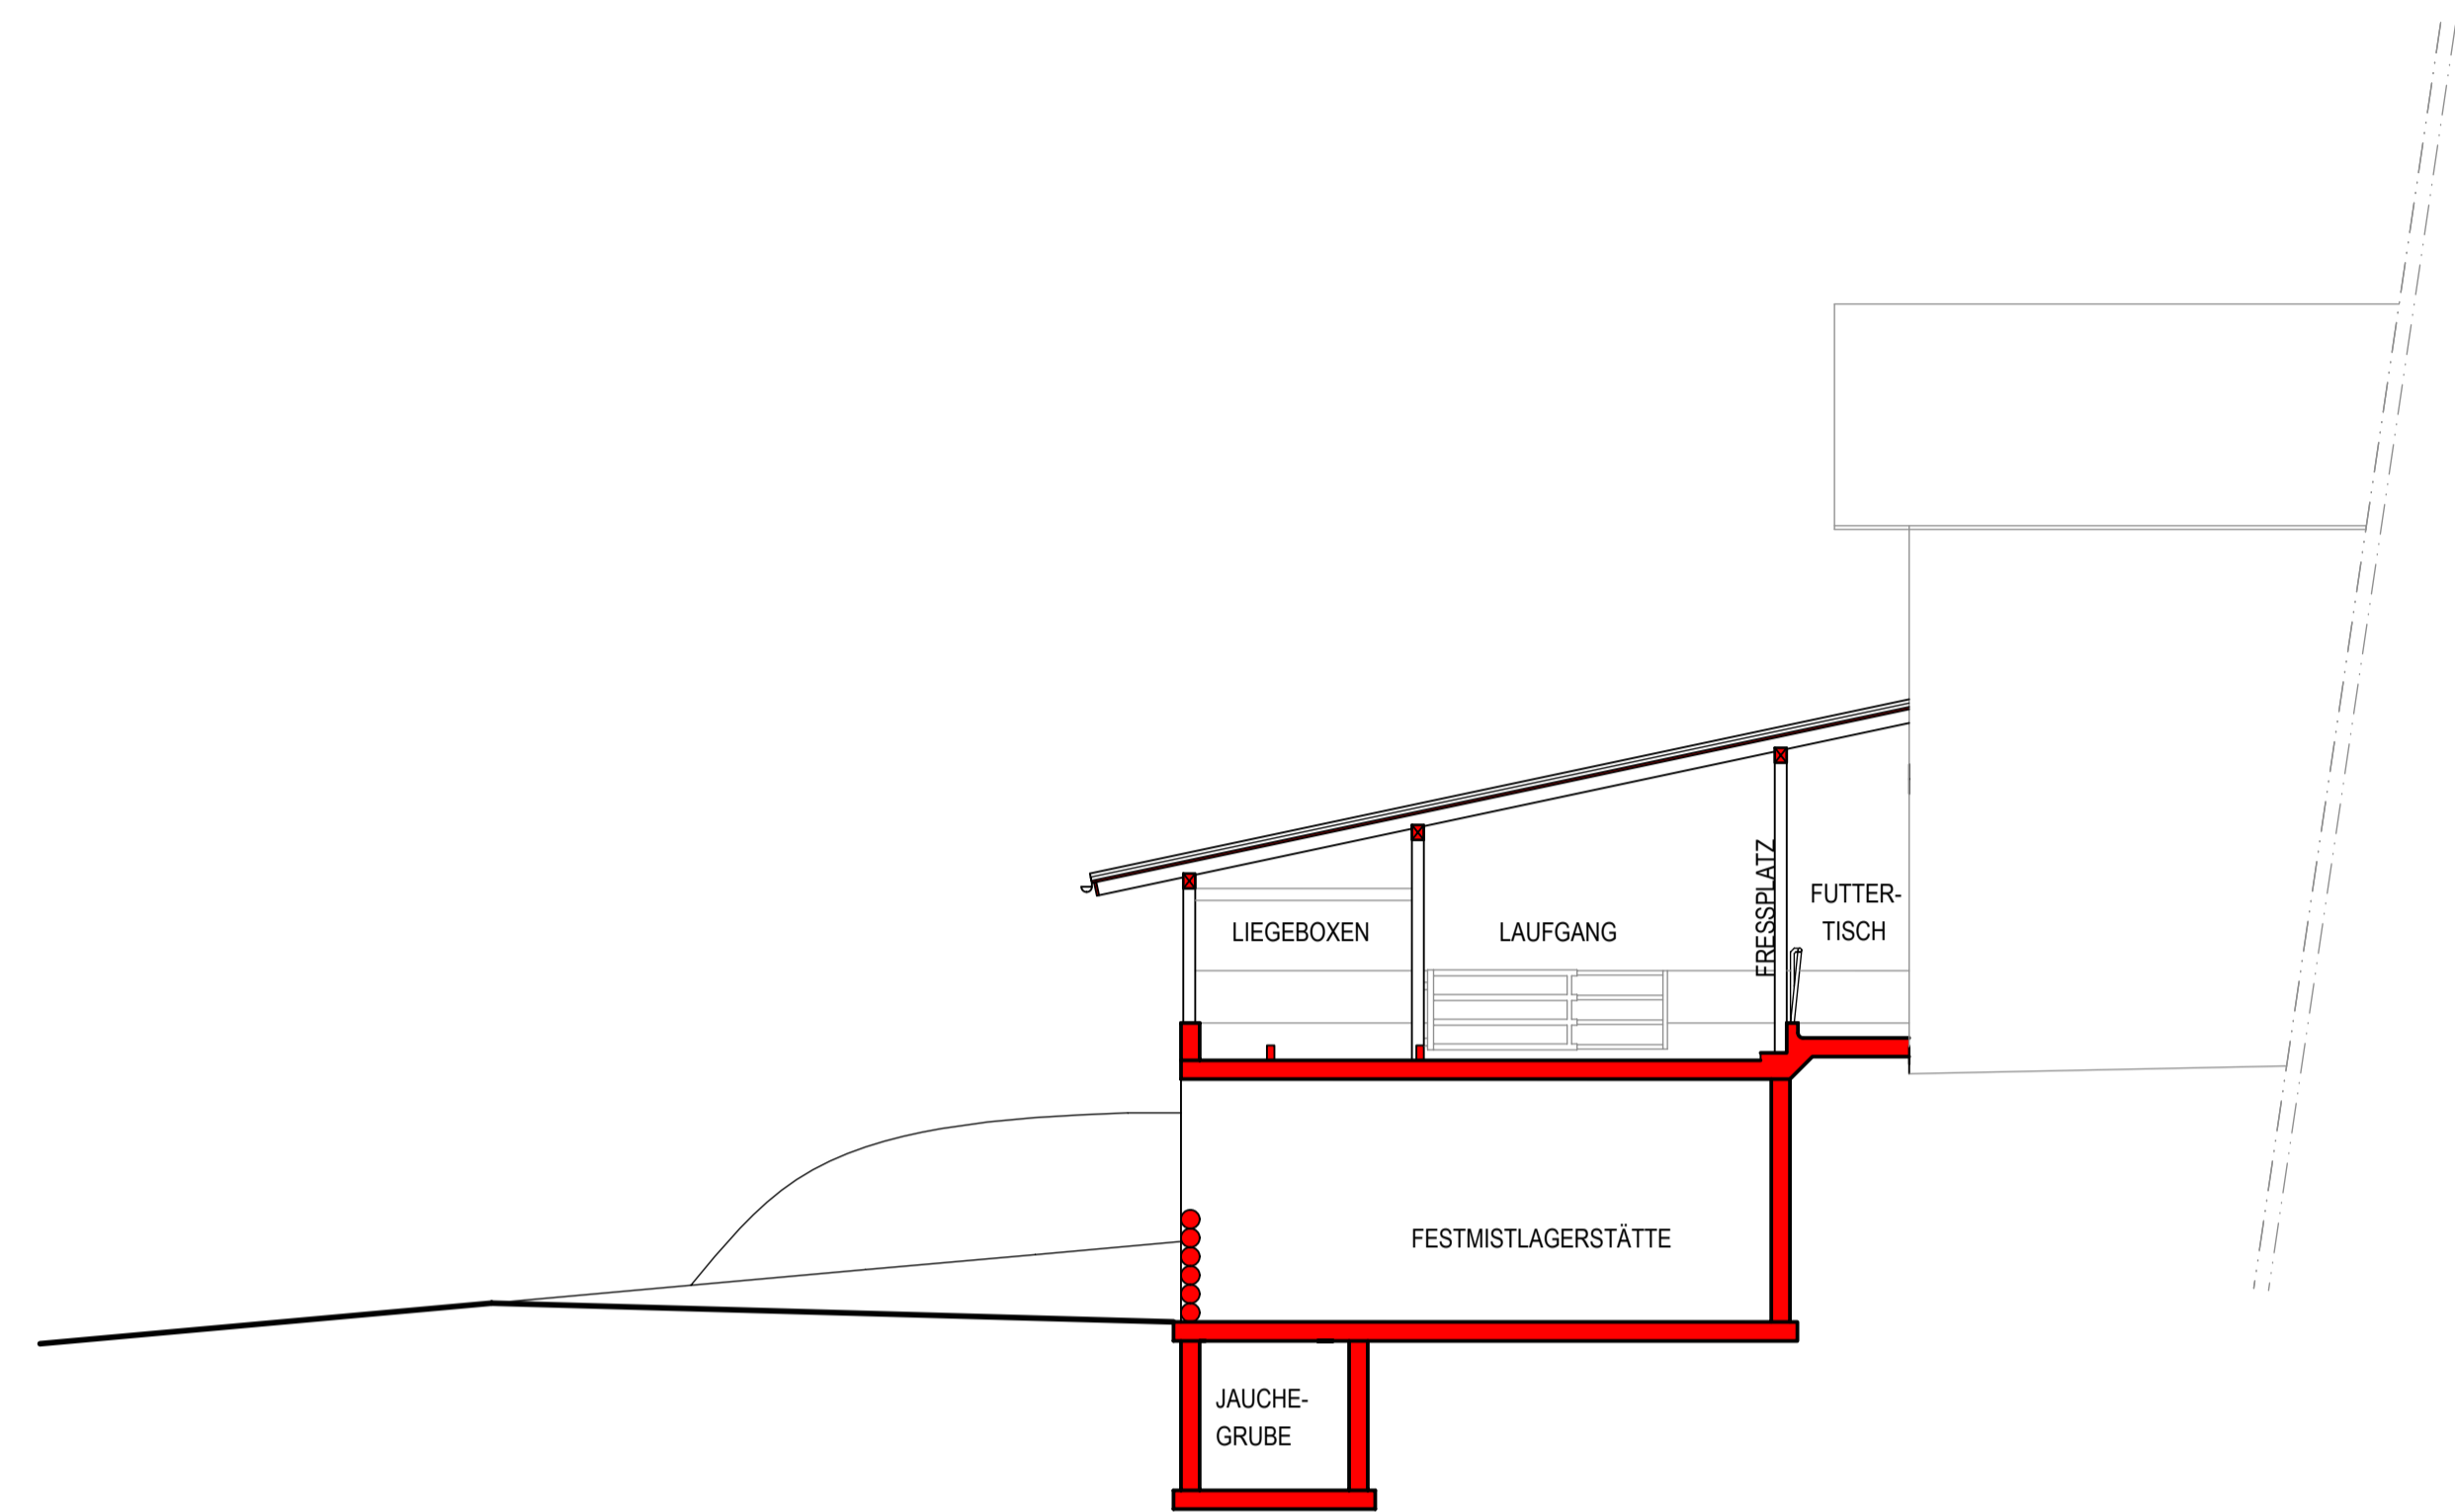 LIEGEBOXEN
LAUFGANG
FRESSPLATZ
FUTTER-
TISCH
FESTMISTLAGERSTÄTTE
JAUCHE-
GRUBE